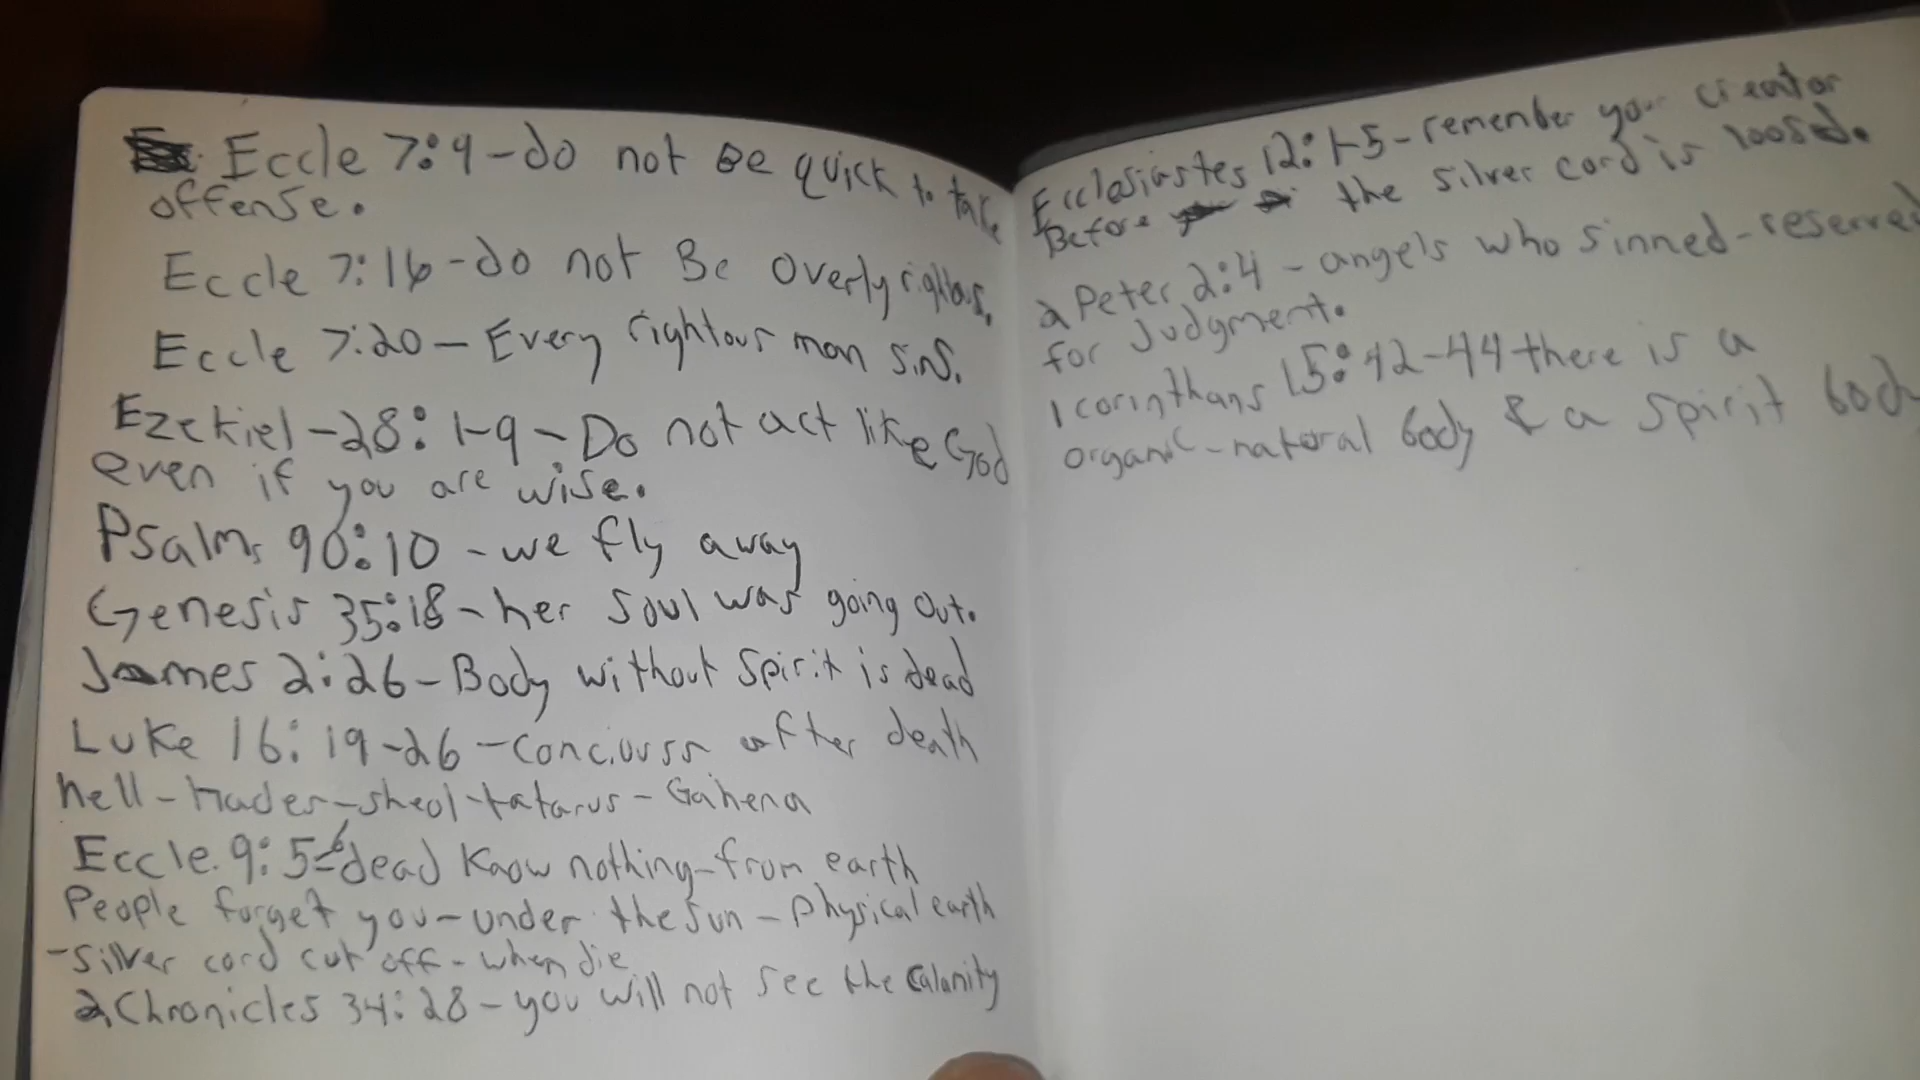 Eccle 7:9-do not Be quick to take
offense.
Eccle 7:16-do not Be Overly rightous.
Eccle 7:20-Every rightous man sins.
Ezekiel-28:1-9-Do not act like God
even if you are wise.
Psalms 90:10-we fly away
Genesis 35:18-her soul was going out.
James 2:26-Body without spirit is dead
Luke 16:19-26-conciouss after death
hell-Hades-sheol-tatarus-Gahena
Eccle.9:5-6-dead Know nothing-from earth
People forget you-under the sun-Physical earth
-silver cord cut off-when die
2 Chronicles 34:28-you will not see the Calamity
Ecclesiastes 12:1-5-remember your creator
Before the silver cord is loosed.
2 Peter 2:4-angels who sinned-reserved
for Judgment.
1 corinthans 15:42-44 there is a
organic-natural body & a spirit body